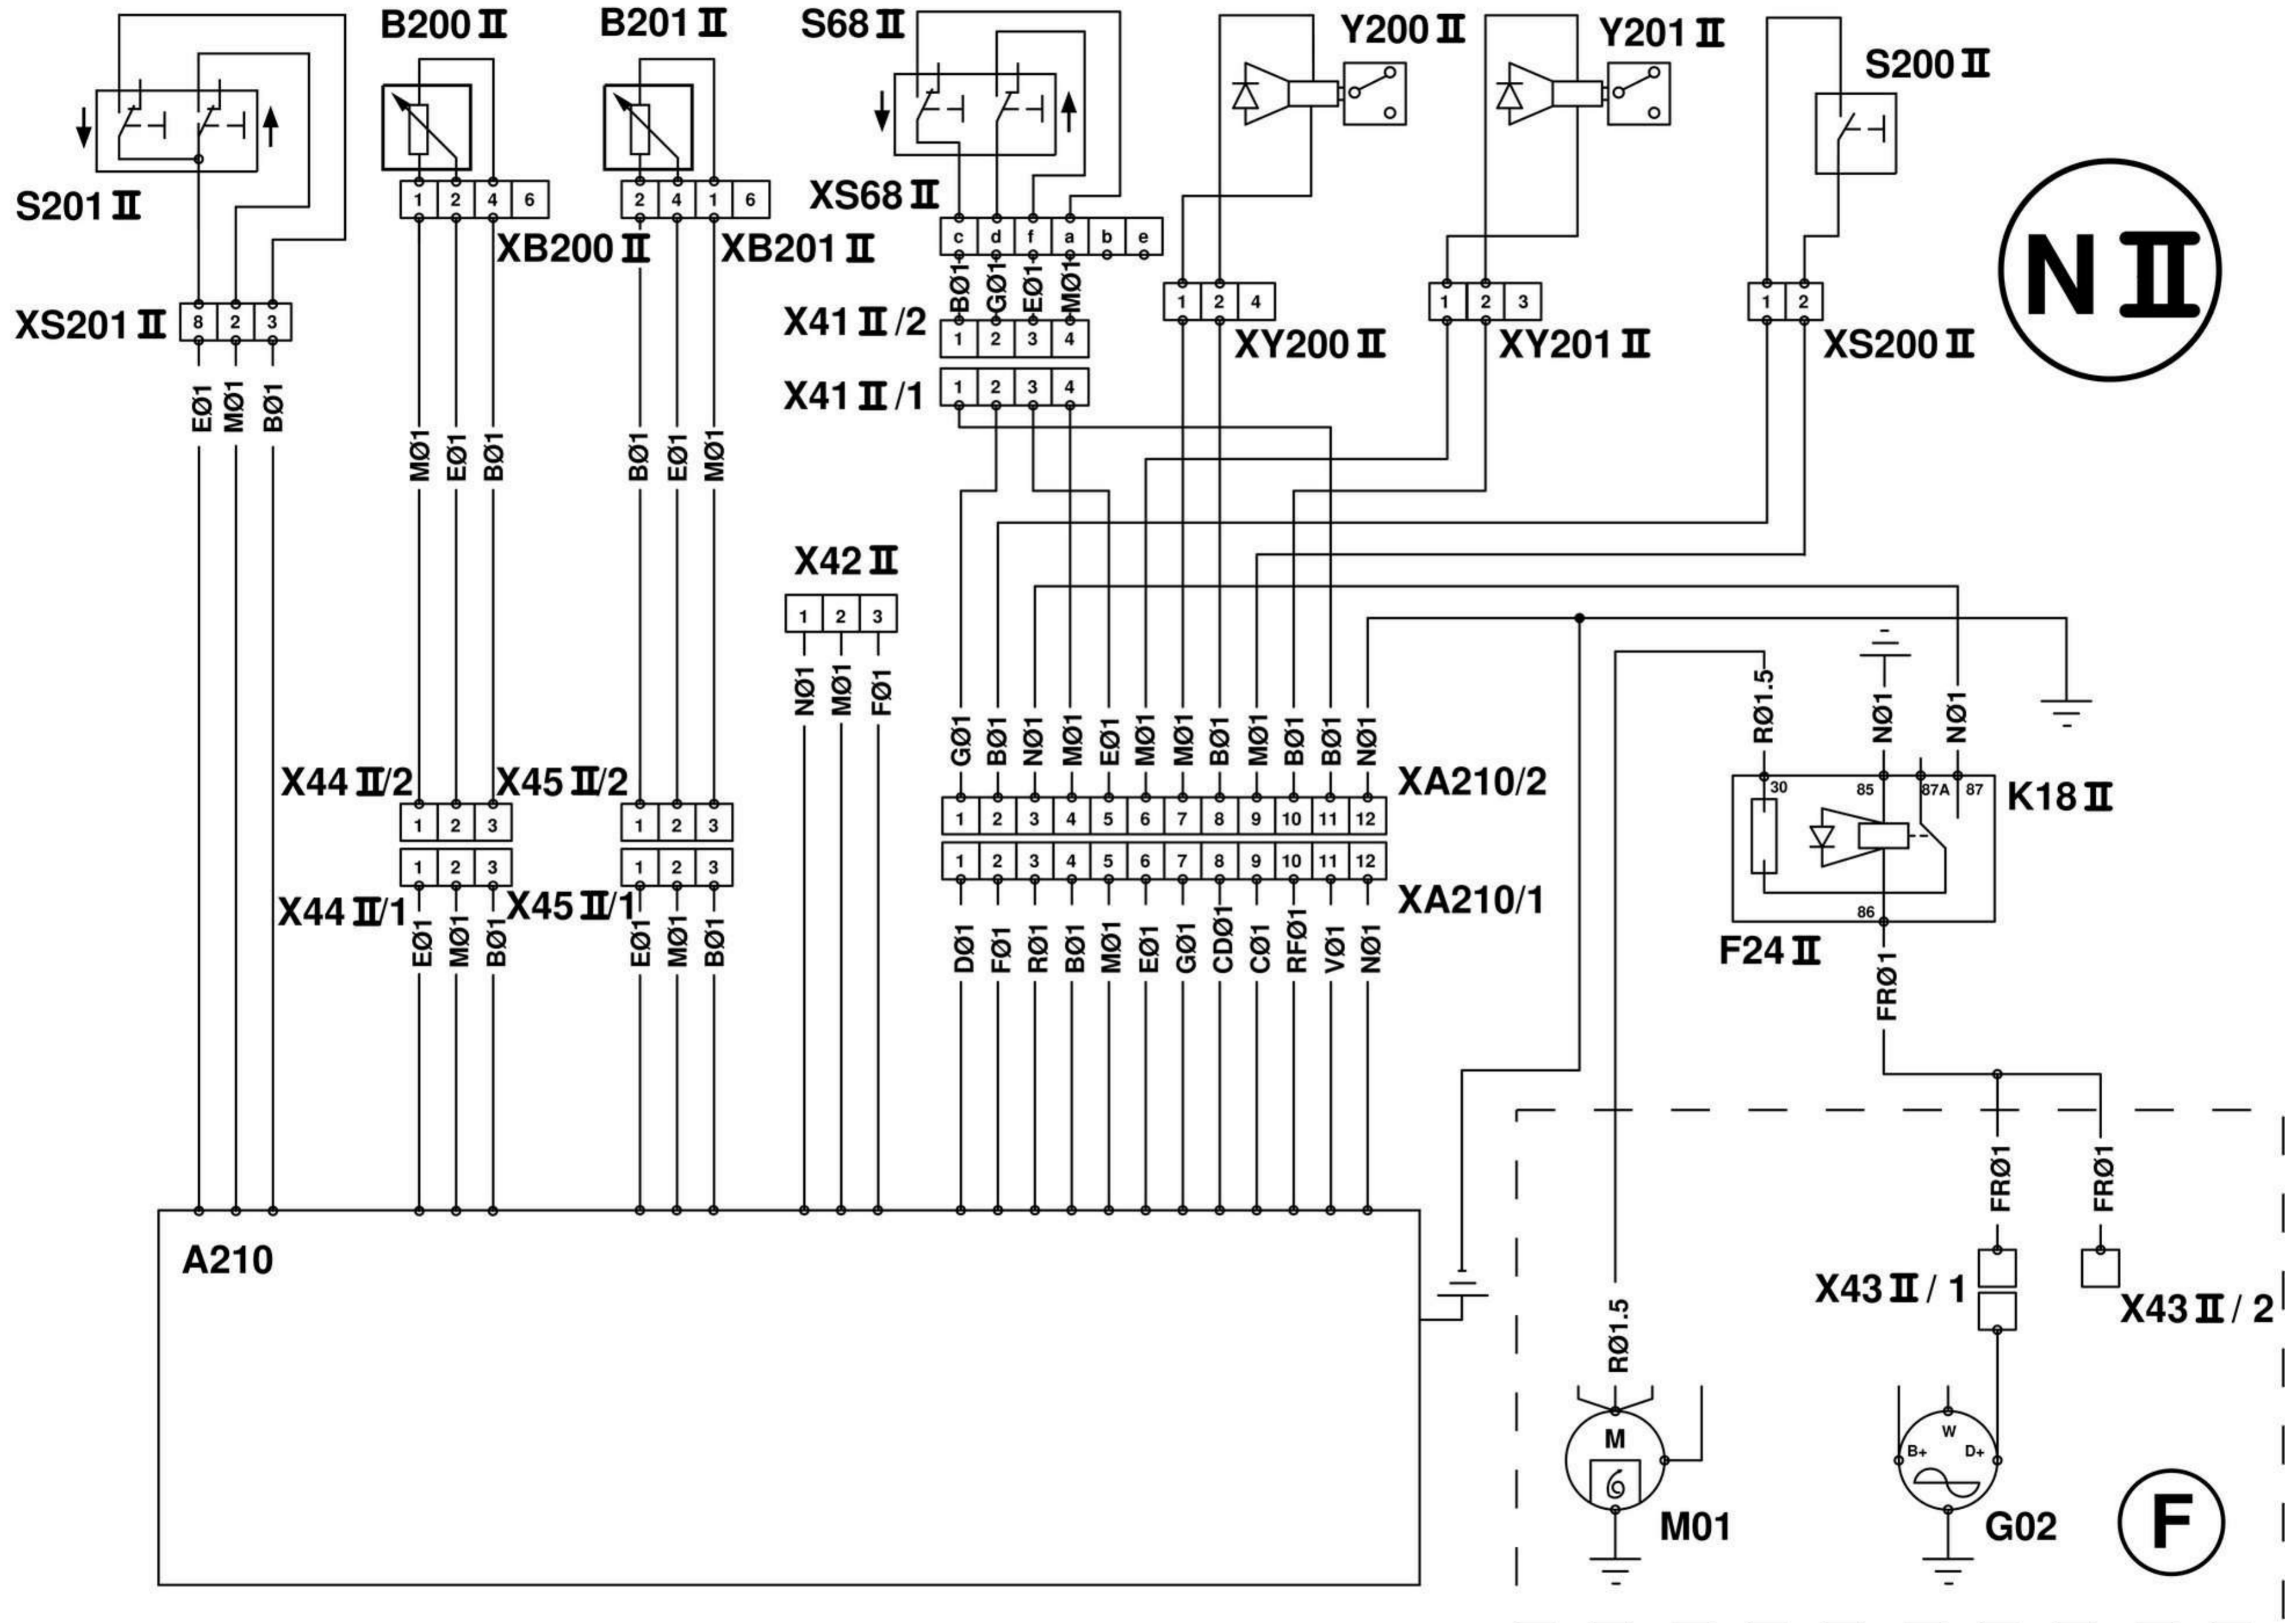 B200 II
B201 II
S68 II
Y200 II
Y201 II
S200 II
S201 II
1 2 4 6
2 4 1 6
XS68 II
N II
XB200 II
XB201 II
c d f a b e
BØ1 GØ1 EØ1 MØ1
XS201 II
8 2 3
X41 II /2
1 2 3 4
1 2 4
1 2 3
1 2
XY200 II
XY201 II
XS200 II
X41 II /1
1 2 3 4
EØ1 MØ1 BØ1
MØ1 EØ1 BØ1
BØ1 EØ1 MØ1
X42 II
1 2 3
NØ1 MØ1 FØ1
GØ1 BØ1 NØ1 MØ1 EØ1 MØ1 MØ1 BØ1 MØ1 BØ1 BØ1 NØ1
RØ1.5
NØ1
NØ1
X44 II/2
X45 II/2
XA210/2
30 85 87A 87
K18 II
1 2 3
1 2 3
1 2 3 4 5 6 7 8 9 10 11 12
1 2 3
1 2 3
1 2 3 4 5 6 7 8 9 10 11 12
X44 II/1
X45 II/1
XA210/1
86
F24 II
EØ1 MØ1 BØ1
EØ1 MØ1 BØ1
DØ1 FØ1 RØ1 BØ1 MØ1 EØ1 GØ1 CDØ1 CØ1 RFØ1 VØ1 NØ1
FRØ1
FRØ1
FRØ1
A210
X43 II / 1
X43 II / 2
RØ1.5
M
W
B+ D+
M01
G02
F